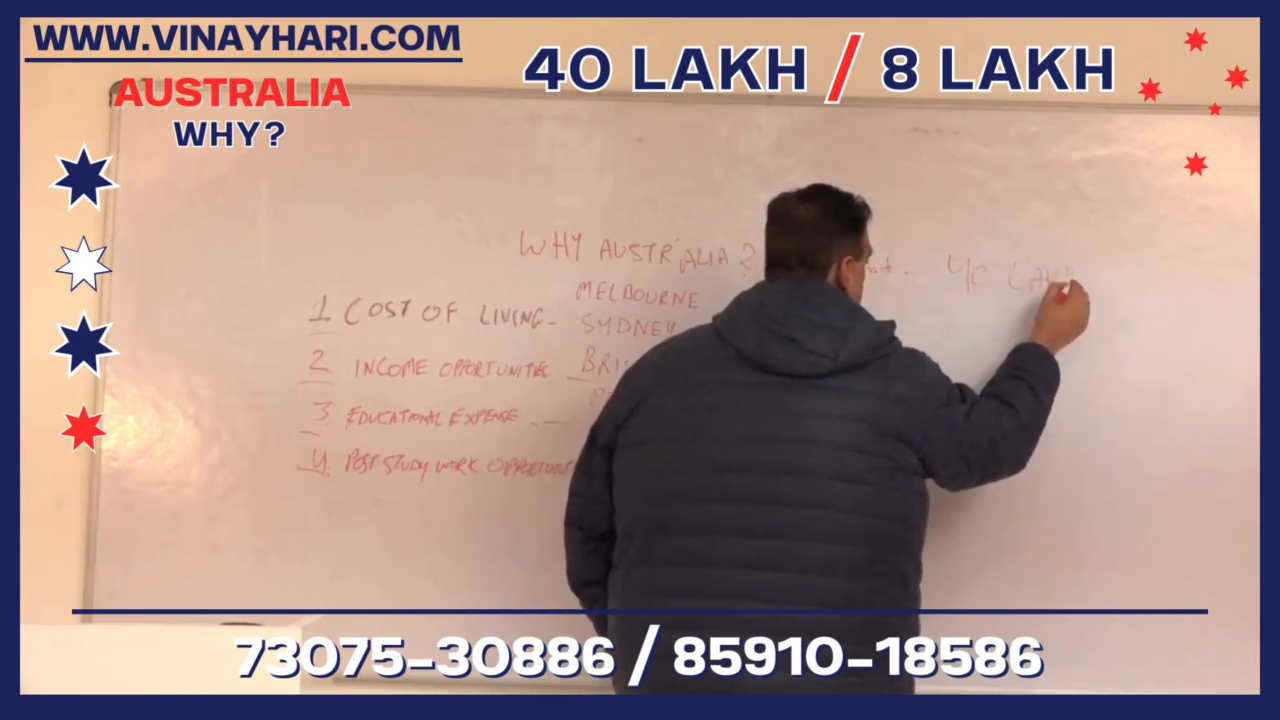 WWW.VINAYHARI.COM
40 LAKH / 8 LAKH
AUSTRALIA
WHY?
WHY AUSTRALIA?
1 COST OF LIVING- MELBOURNE
SYDNEY
2 INCOME OPPORTUNITIES
3. EDUCATIONAL EXPENSE.
4. POST STUDY WORK
73075-30886 / 85910-18586